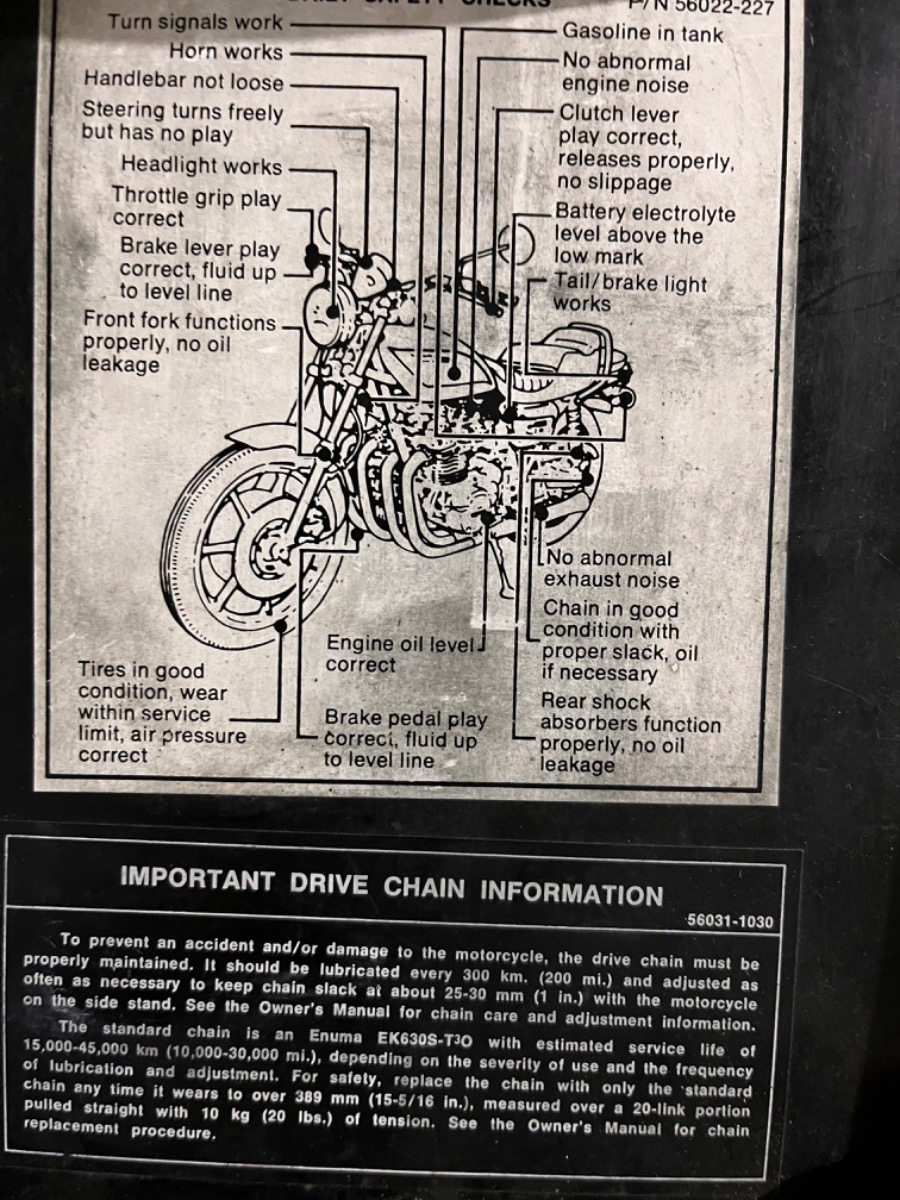 SAFETY CHECKS
P/N 56022-227
Turn signals work
Horn works
Handlebar not loose
Steering turns freely
but has no play
Headlight works
Throttle grip play
correct
Brake lever play
correct, fluid up
to level line
Front fork functions
properly, no oil
leakage
Gasoline in tank
No abnormal
engine noise
Clutch lever
play correct,
releases properly,
no slippage
Battery electrolyte
level above the
low mark
Tail/brake light
works
No abnormal
exhaust noise
Chain in good
condition with
proper slack, oil
if necessary
Rear shock
absorbers function
properly, no oil
leakage
Engine oil level
correct
Brake pedal play
correct, fluid up
to level line
Tires in good
condition, wear
within service
limit, air pressure
correct
IMPORTANT DRIVE CHAIN INFORMATION
56031-1030
To prevent an accident and/or damage to the motorcycle, the drive chain must be
properly maintained. It should be lubricated every 300 km. (200 mi.) and adjusted as
often as necessary to keep chain slack at about 25-30 mm (1 in.) with the motorcycle
on the side stand. See the Owner's Manual for chain care and adjustment information.
The standard chain is an Enuma EK630S-T3O with estimated service life of
15,000-45,000 km (10,000-30,000 mi.), depending on the severity of use and the frequency
of lubrication and adjustment. For safety, replace the chain with only the standard
chain any time it wears to over 389 mm (15-5/16 in.), measured over a 20-link portion
pulled straight with 10 kg (20 lbs.) of tension. See the Owner's Manual for chain
replacement procedure.